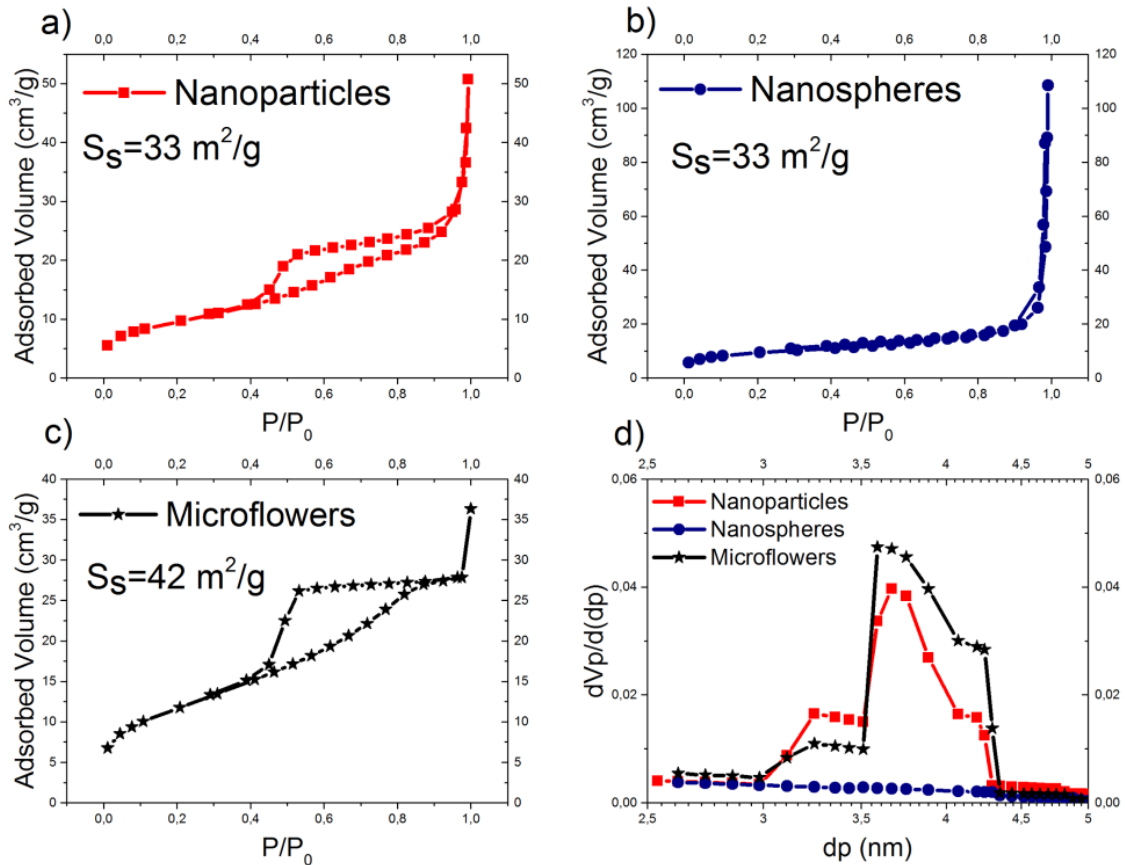 a)
0,0 0,2 0,4 0,6 0,8 1,0
Nanoparticles
S_S=33 m²/g
Adsorbed Volume (cm³/g)
50 50
40 40
30 30
20 20
10 10
0 0
0,0 0,2 0,4 0,6 0,8 1,0
P/P₀
b)
0,0 0,2 0,4 0,6 0,8 1,0
Nanospheres
S_S=33 m²/g
Adsorbed Volume (cm³/g)
120 120
100 100
80 80
60 60
40 40
20 20
0 0
0,0 0,2 0,4 0,6 0,8 1,0
P/P₀
c)
0,0 0,2 0,4 0,6 0,8 1,0
Microflowers
S_S=42 m²/g
Adsorbed Volume (cm³/g)
40 40
35 35
30 30
25 25
20 20
15 15
10 10
5 5
0 0
0,0 0,2 0,4 0,6 0,8 1,0
P/P₀
d)
2,5 3 3,5 4 4,5 5
Nanoparticles
Nanospheres
Microflowers
dVp/d(dp)
0,06 0,06
0,04 0,04
0,02 0,02
0,00 0,00
2,5 3 3,5 4 4,5 5
dp (nm)